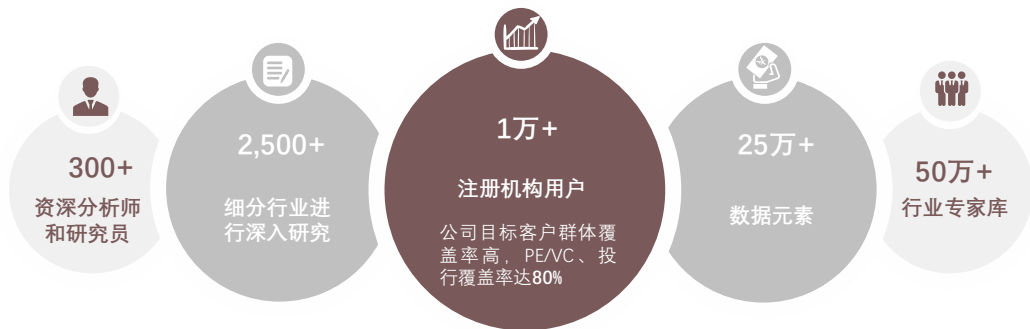 300+
资深分析师
和研究员
2,500+
细分行业进
行深入研究
1万+
注册机构用户
公司目标客户群体覆
盖率高，PE/VC、投
行覆盖率达80%
25万+
数据元素
50万+
行业专家库